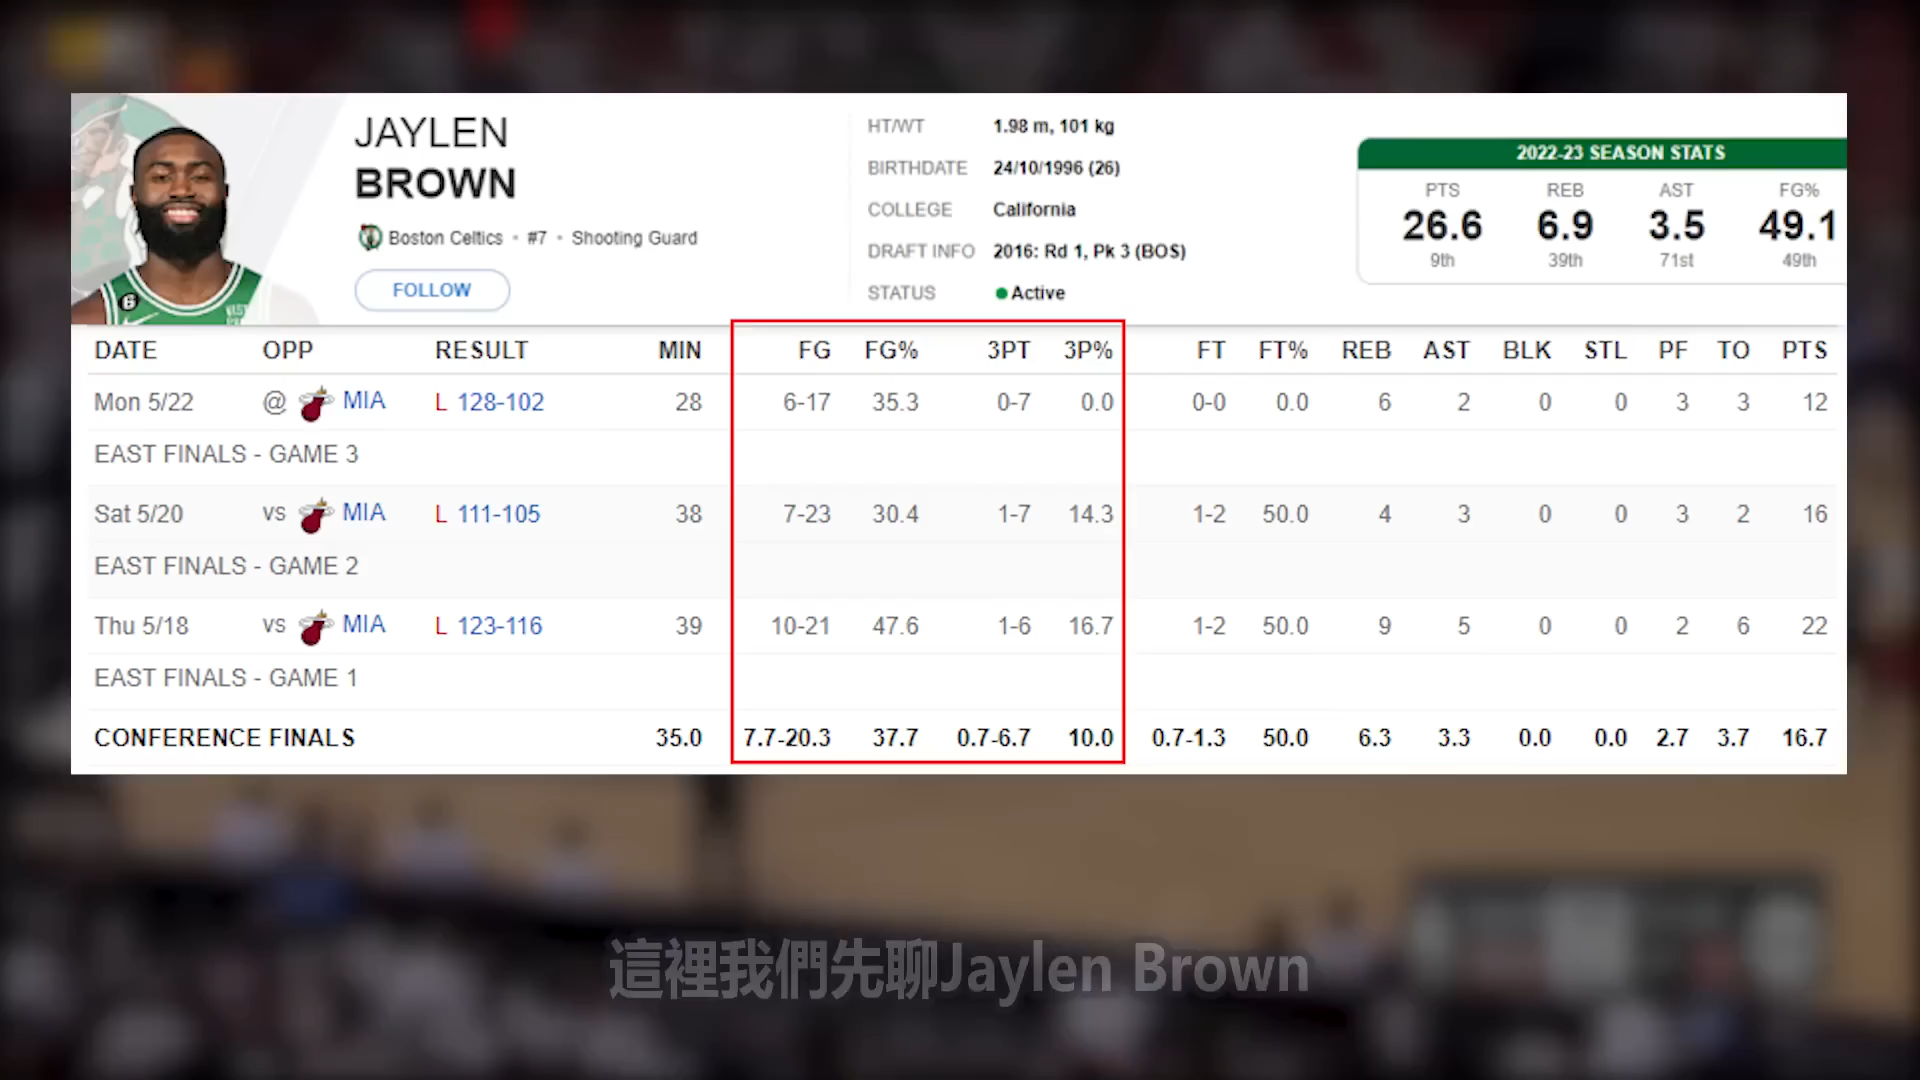 JAYLEN
BROWN
Boston Celtics • #7 • Shooting Guard
FOLLOW
HT/WT 1.98 m, 101 kg
BIRTHDATE 24/10/1996 (26)
COLLEGE California
DRAFT INFO 2016: Rd 1, Pk 3 (BOS)
STATUS Active
2022-23 SEASON STATS
PTS REB AST FG%
26.6 6.9 3.5 49.1
9th 39th 71st 49th
6
DATE OPP RESULT MIN FG FG% 3PT 3P% FT FT% REB AST BLK STL PF TO PTS
Mon 5/22 @ MIA L 128-102 28 6-17 35.3 0-7 0.0 0-0 0.0 6 2 0 0 3 3 12
EAST FINALS - GAME 3
Sat 5/20 vs MIA L 111-105 38 7-23 30.4 1-7 14.3 1-2 50.0 4 3 0 0 3 2 16
EAST FINALS - GAME 2
Thu 5/18 vs MIA L 123-116 39 10-21 47.6 1-6 16.7 1-2 50.0 9 5 0 0 2 6 22
EAST FINALS - GAME 1
CONFERENCE FINALS 35.0 7.7-20.3 37.7 0.7-6.7 10.0 0.7-1.3 50.0 6.3 3.3 0.0 0.0 2.7 3.7 16.7
這裡我們先聊Jaylen Brown